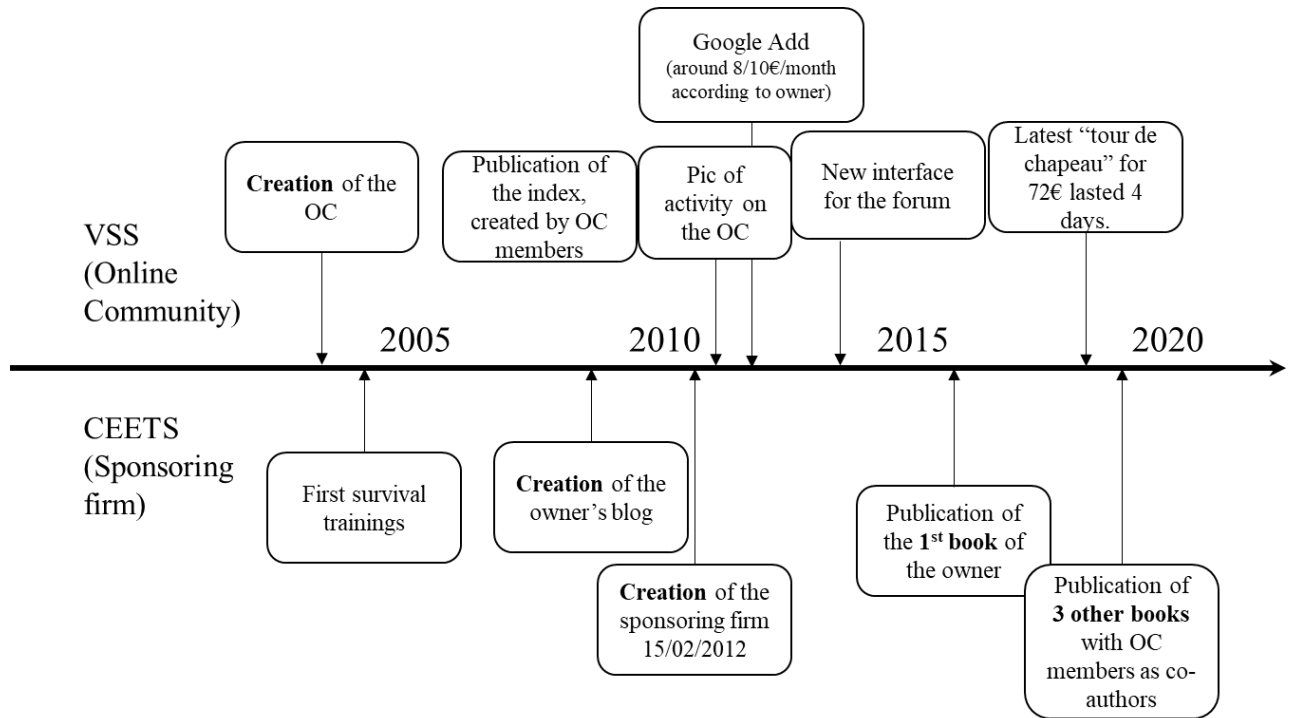 Google Add
(around 8/10€/month
according to owner)
Creation of the
OC
Publication of
the index,
created by OC
members
Pic of
activity on
the OC
New interface
for the forum
Latest “tour de
chapeau” for
72€ lasted 4
days.
VSS
(Online
Community)
2005
2010
2015
2020
CEETS
(Sponsoring
firm)
First survival
trainings
Creation of the
owner’s blog
Creation of the
sponsoring firm
15/02/2012
Publication of
the 1st book of
the owner
Publication of
3 other books
with OC
members as co-
authors